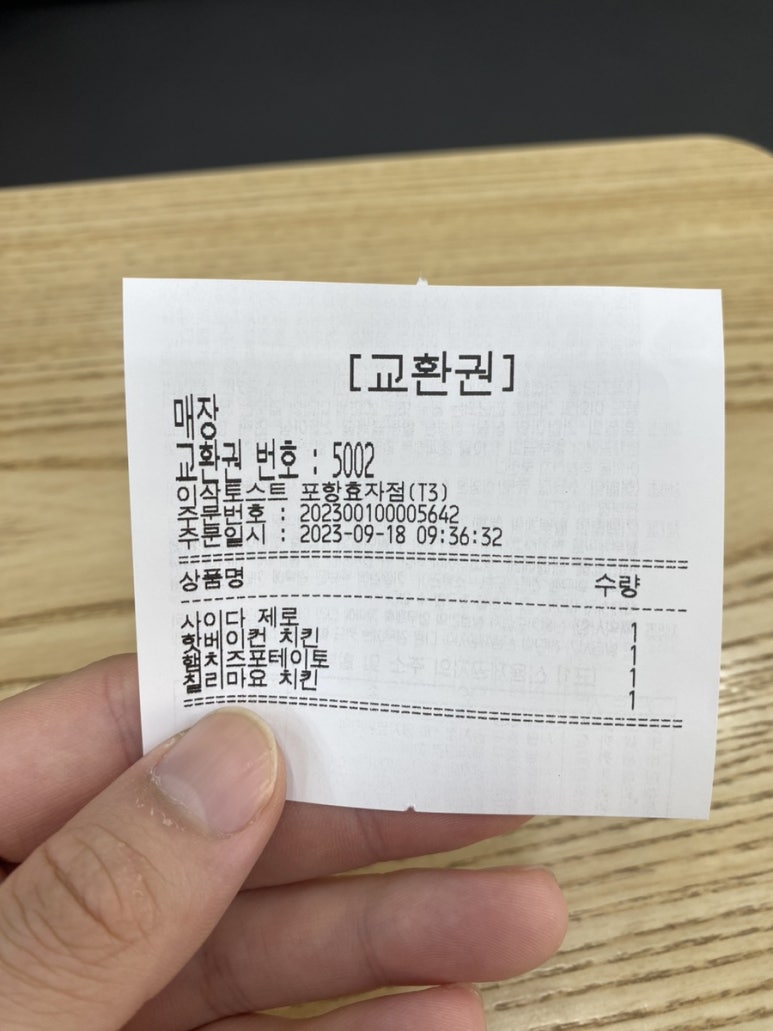 [교환권]
매장
교환권 번호 : 5002
이삭토스트 포항효자점(T3)
주문번호 : 202300100005642
주문일시 : 2023-09-18 09:36:32
상품명 수량
사이다 제로 1
핫베이컨 치킨 1
햄치즈포테이토 1
칠리마요 치킨 1